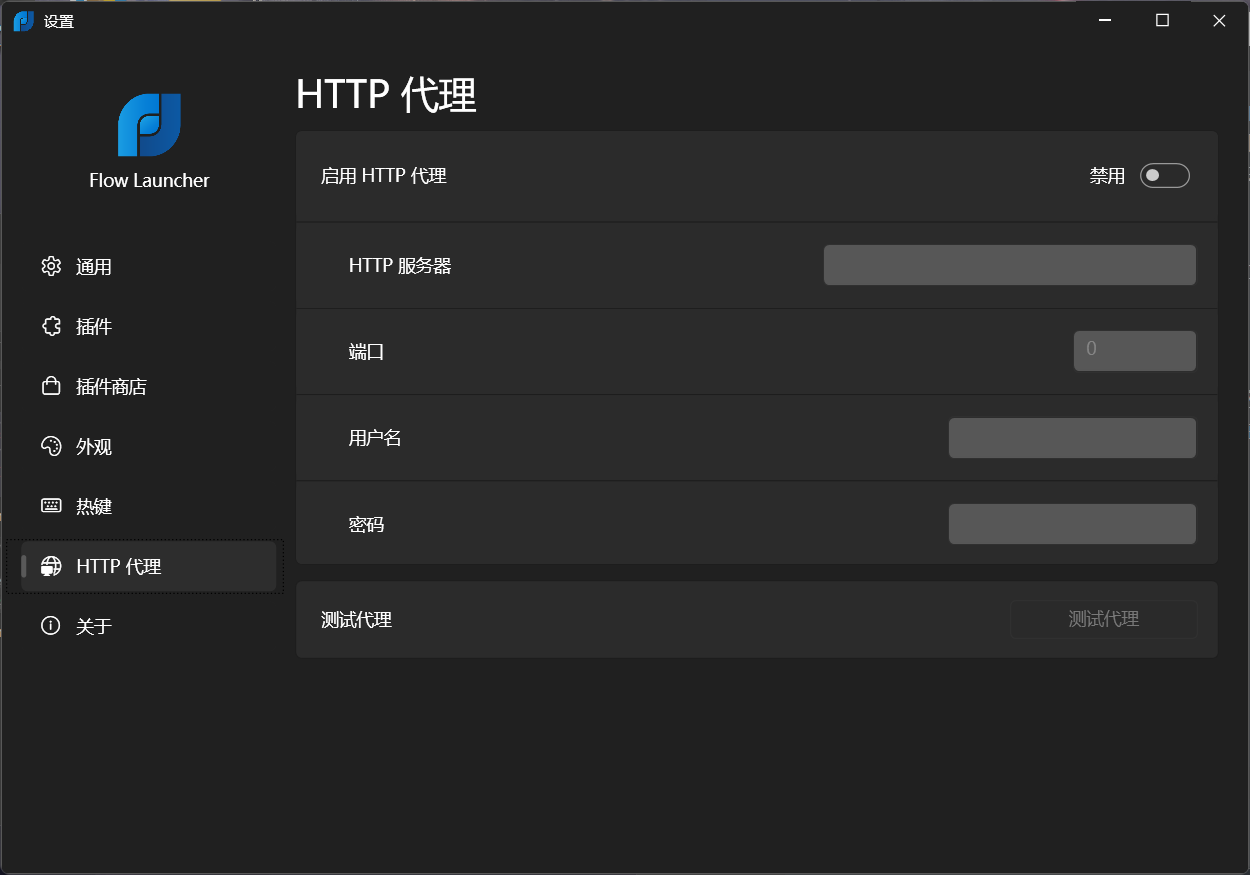 设置
Flow Launcher
通用
插件
插件商店
外观
热键
HTTP 代理
关于
HTTP 代理
启用 HTTP 代理
禁用
HTTP 服务器
端口
0
用户名
密码
测试代理
测试代理